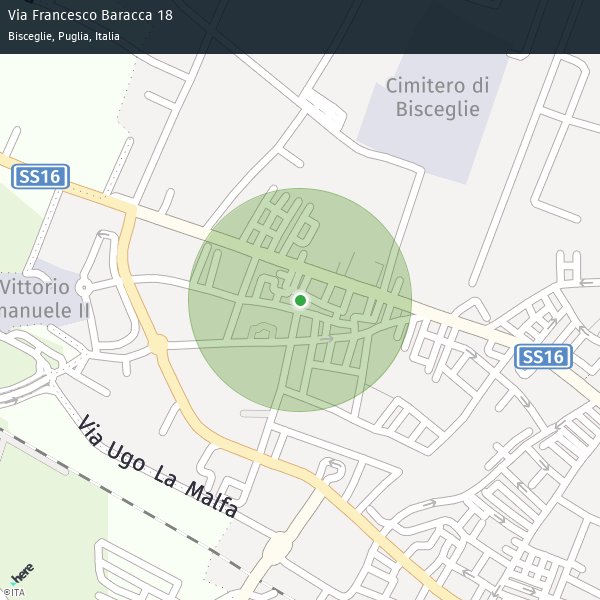 Via Francesco Baracca 18
Bisceglie, Puglia, Italia
Cimitero di
Bisceglie
SS16
Vittorio
manuele II
SS16
Via Ugo La Malfa
here
©ITA